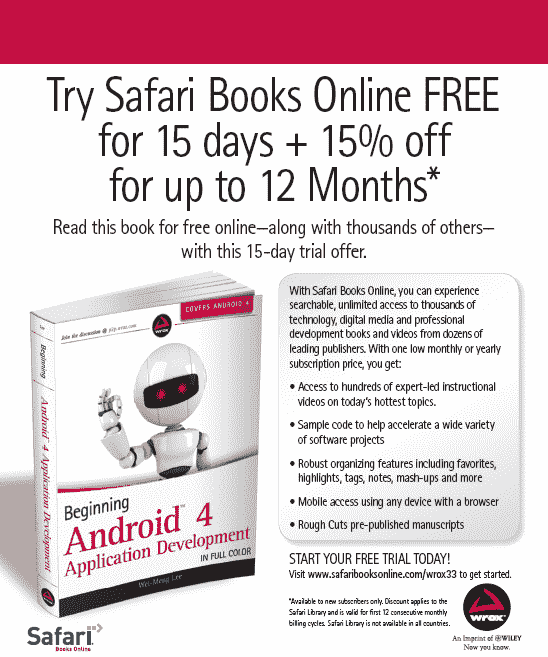 Try Safari Books Online FREE
for 15 days + 15% off
for up to 12 Months*
Read this book for free online—along with thousands of others—
with this 15-day trial offer.
COVERS ANDROID 4
Join the discussion @ p2p.wrox.com
wrox
Beginning
Android™ 4
Application Development
IN FULL COLOR
Wei-Meng Lee
Beginning
Android™ 4 Application Development
With Safari Books Online, you can experience
searchable, unlimited access to thousands of
technology, digital media and professional
development books and videos from dozens of
leading publishers. With one low monthly or yearly
subscription price, you get:
• Access to hundreds of expert-led instructional
videos on today's hottest topics.
• Sample code to help accelerate a wide variety
of software projects
• Robust organizing features including favorites,
highlights, tags, notes, mash-ups and more
• Mobile access using any device with a browser
• Rough Cuts pre-published manuscripts
START YOUR FREE TRIAL TODAY!
Visit www.safaribooksonline.com/wrox33 to get started.
*Available to new subscribers only. Discount applies to the
Safari Library and is valid for first 12 consecutive monthly
billing cycles. Safari Library is not available in all countries.
Safari
Books Online
wrox
An Imprint of WILEY
Now you know.